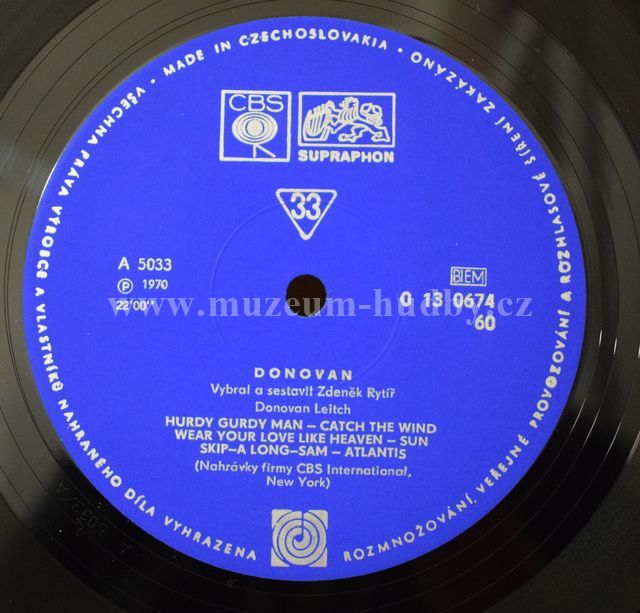 VŠECHNA PRÁVA VÝROBCE A VLASTNÍKŮ NAHRANÉHO DÍLA VYHRAZENA
• MADE IN CZECHOSLOVAKIA •
ROZMNOŽOVÁNÍ, VEŘEJNÉ PROVOZOVÁNÍ A ROZHLASOVÉ ŠÍŘENÍ ZAKÁZÁNO
CBS
SUPRAPHON
33
A 5033
℗ 1970
22'00"
BIEM
0 13 0674
60
www.muzeum-hudby.cz
DONOVAN
Vybral a sestavil Zdeněk Rytíř
Donovan Leitch
HURDY GURDY MAN – CATCH THE WIND
WEAR YOUR LOVE LIKE HEAVEN – SUN
SKIP–A LONG–SAM – ATLANTIS
(Nahrávky firmy CBS International,
New York)